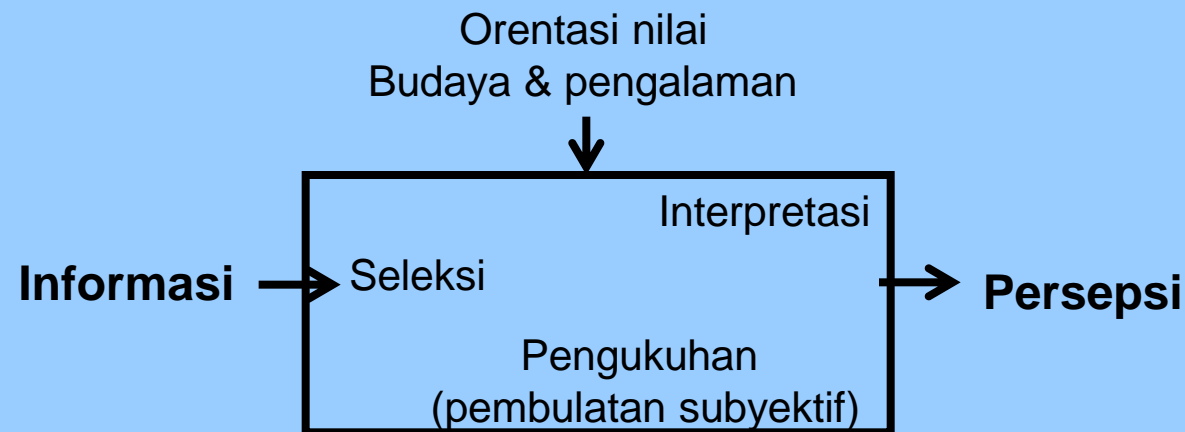 Orentasi nilai
Budaya & pengalaman
Interpretasi
Informasi
Seleksi
Persepsi
Pengukuhan
(pembulatan subyektif)